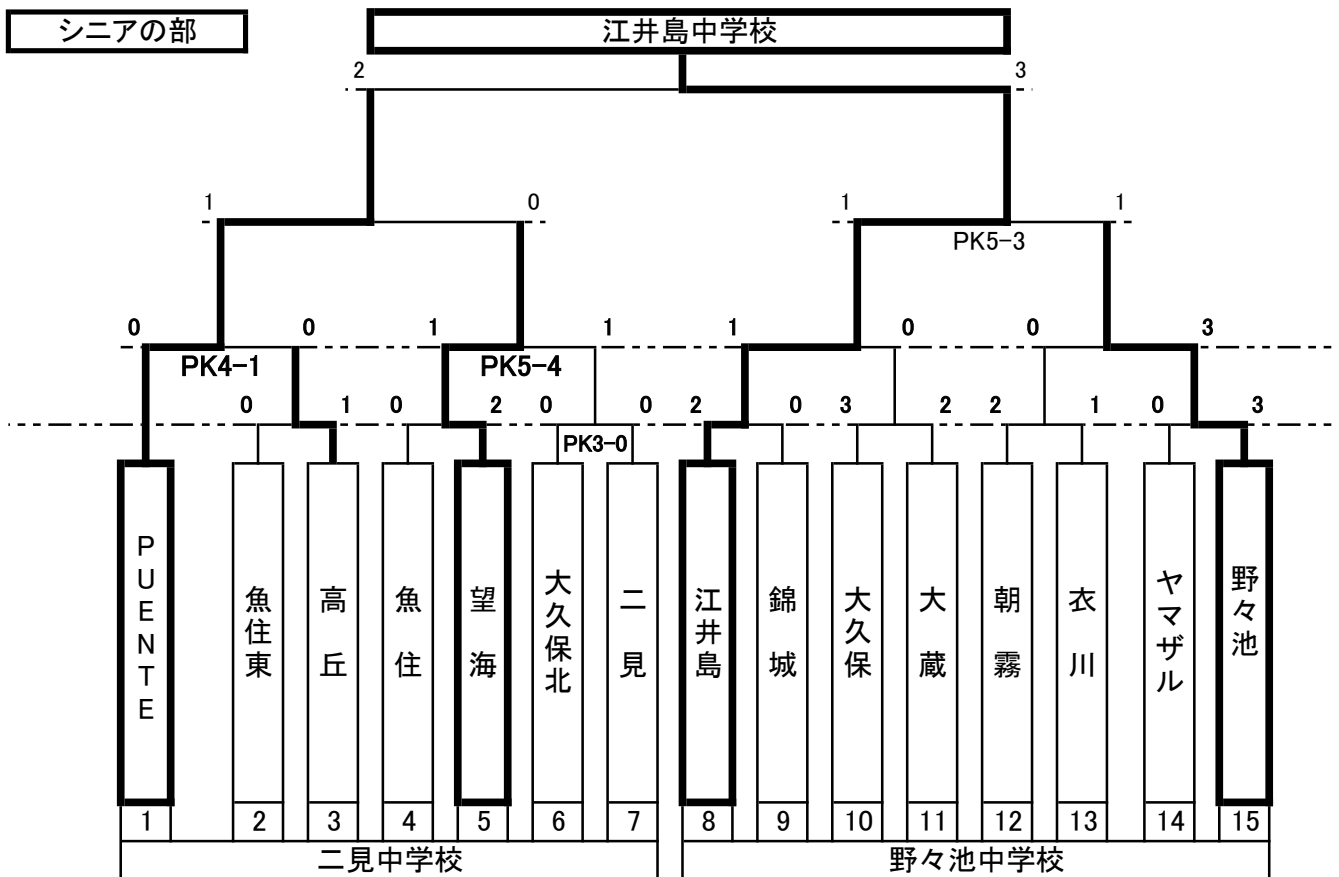 シニアの部
江井島中学校
2 3
1 0 1 1
PK5-3
0 0 1 1 1 0 0 3
PK4-1 PK5-4
0 1 0 2 0 0 2 0 3 2 2 1 0 3
PK3-0
PUENTE
魚住東
高丘
魚住
望海
大久保北
二見
江井島
錦城
大久保
大蔵
朝霧
衣川
ヤマザル
野々池
1 2 3 4 5 6 7 8 9 10 11 12 13 14 15
二見中学校 野々池中学校